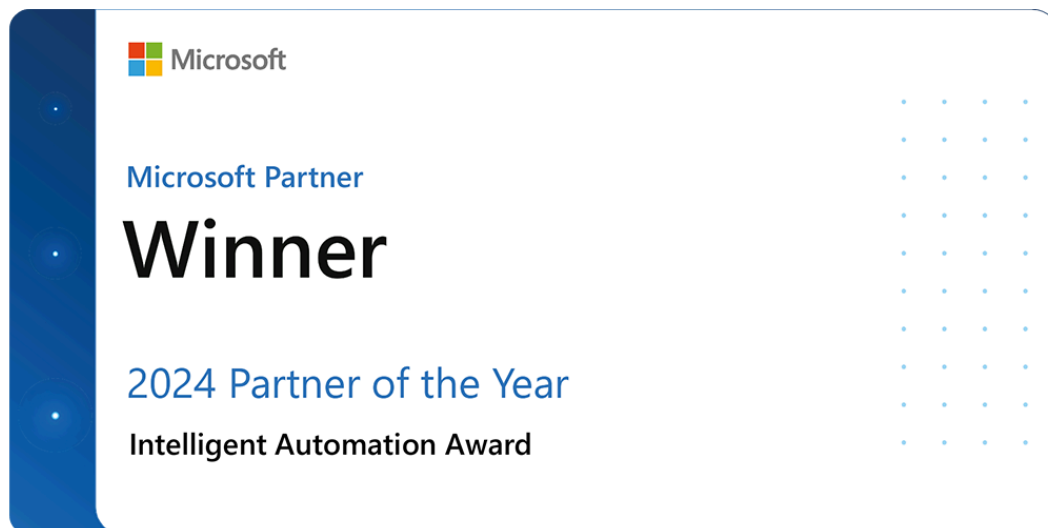 Microsoft
Microsoft Partner
Winner
2024 Partner of the Year
Intelligent Automation Award